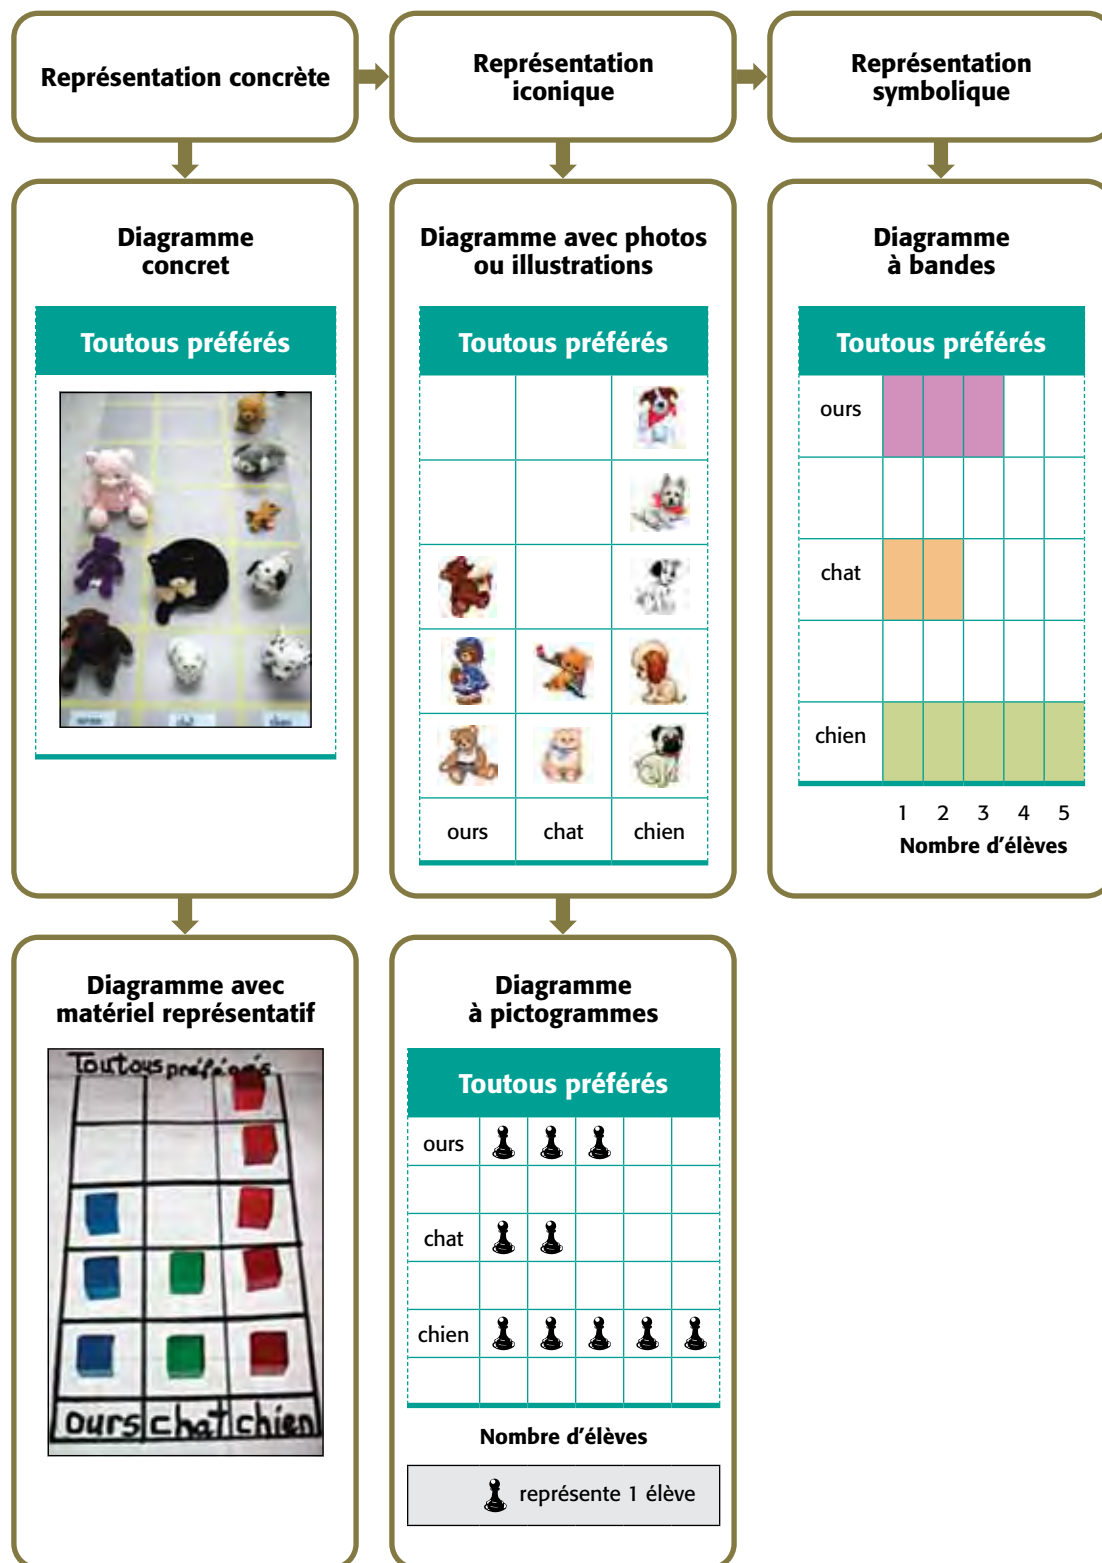 Représentation concrète
Représentation
iconique
Représentation
symbolique
Diagramme
concret
Toutous préférés
chat
chien
Diagramme avec photos
ou illustrations
Toutous préférés
ours
chat
chien
Diagramme
à bandes
Toutous préférés
ours
chat
chien
1 2 3 4 5
Nombre d'élèves
Diagramme avec
matériel représentatif
Toutous préférés
ours chat chien
Diagramme
à pictogrammes
Toutous préférés
ours
chat
chien
Nombre d'élèves
représente 1 élève